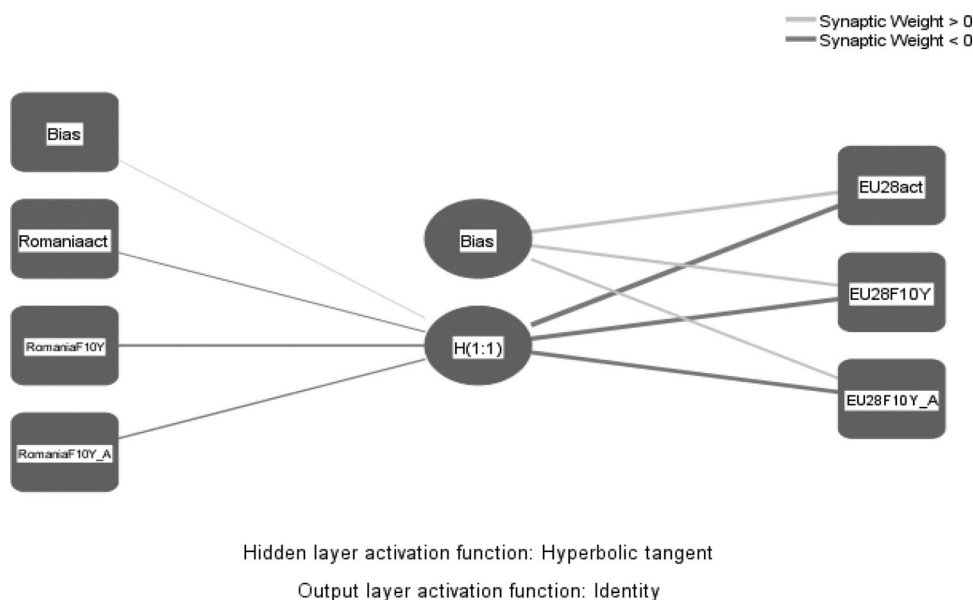 Synaptic Weight > 0
Synaptic Weight < 0
Bias
Romaniaact
RomaniaF10Y
RomaniaF10Y_A
Bias
H(1:1)
EU28act
EU28F10Y
EU28F10Y_A
Hidden layer activation function: Hyperbolic tangent
Output layer activation function: Identity